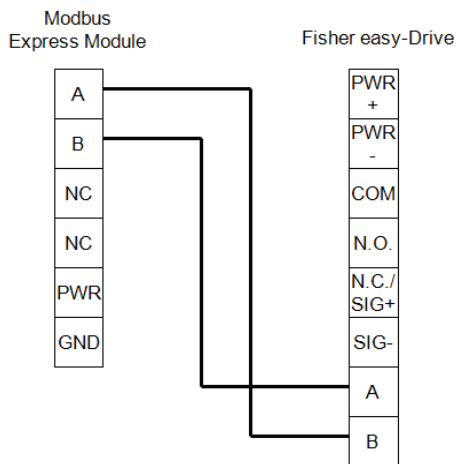 Modbus
Express Module
A
B
NC
NC
PWR
GND
Fisher easy-Drive
PWR
+
PWR
-
COM
N.O.
N.C./
SIG+
SIG-
A
B